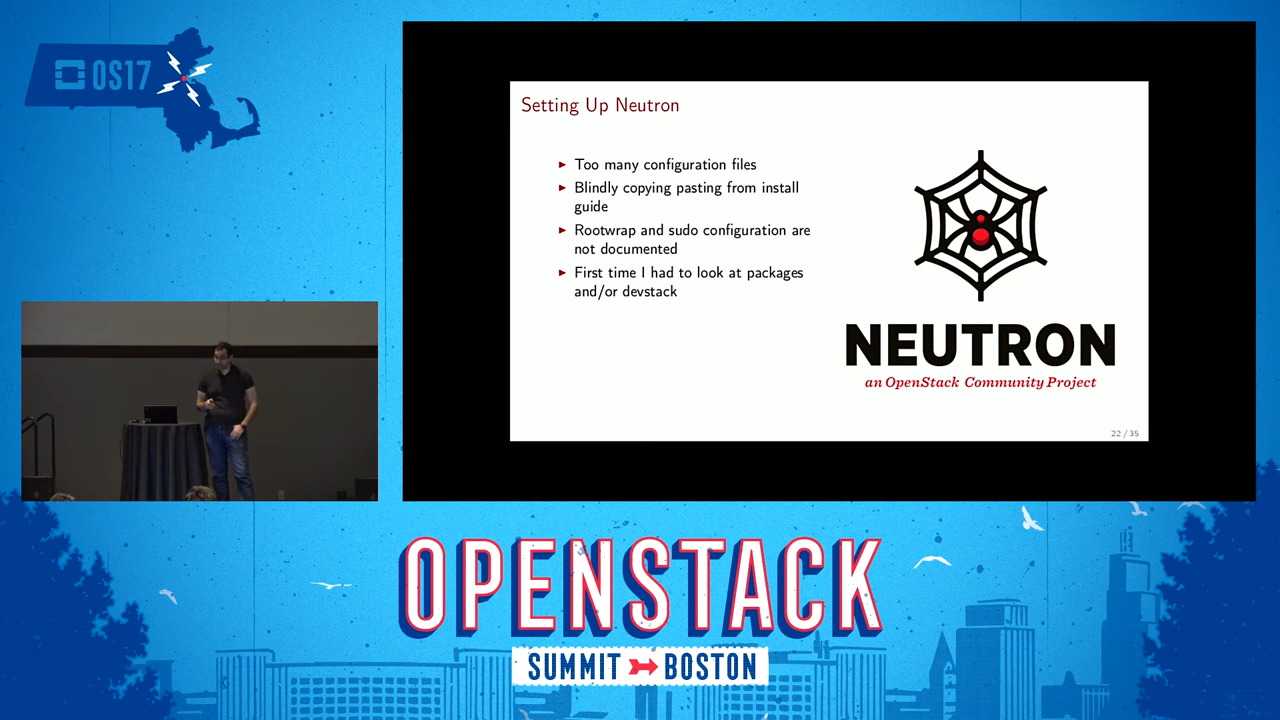 OS17
Setting Up Neutron
► Too many configuration files
► Blindly copying pasting from install
guide
► Rootwrap and sudo configuration are
not documented
► First time I had to look at packages
and/or devstack
NEUTRON
an OpenStack Community Project
22 / 35
OPENSTACK
SUMMIT BOSTON